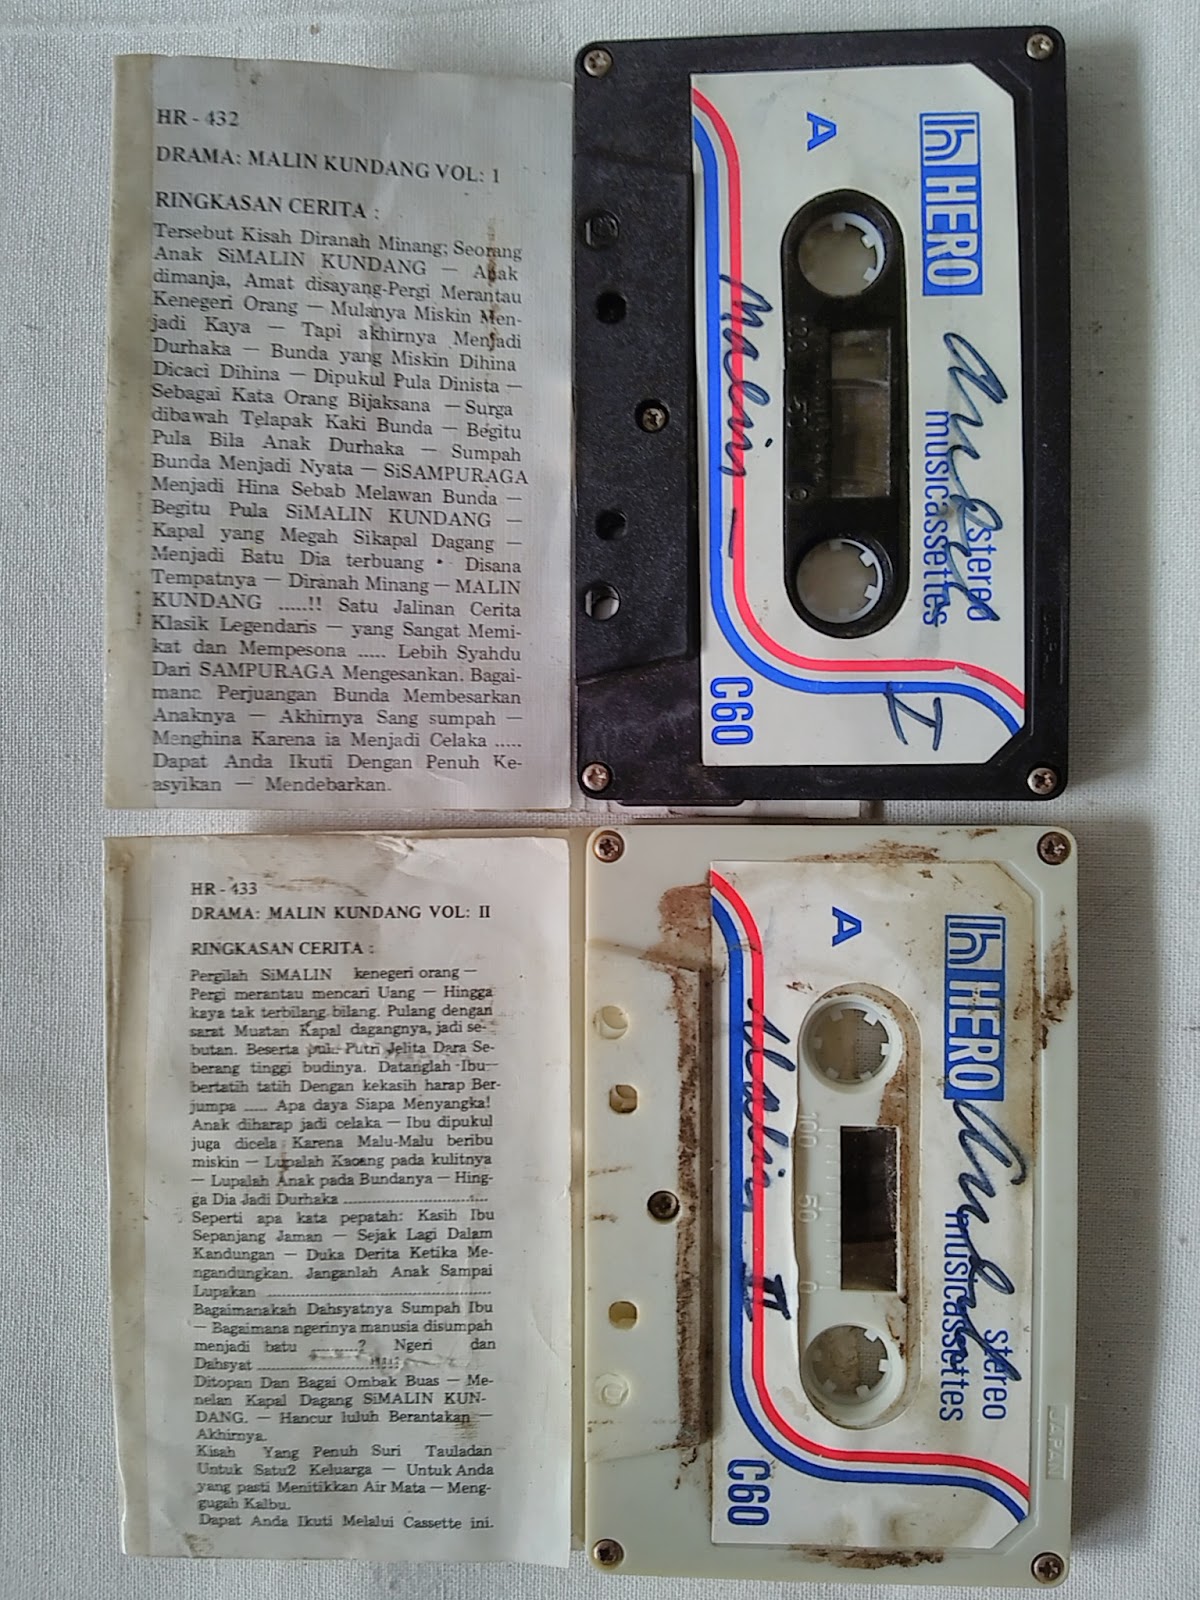 HR - 432
DRAMA: MALIN KUNDANG VOL: 1
RINGKASAN CERITA :
Tersebut Kisah Diranah Minang; Seorang
Anak SiMALIN KUNDANG — Anak
dimanja, Amat disayang-Pergi Merantau
Kenegeri Orang — Mulanya Miskin Men-
jadi Kaya — Tapi akhirnya Menjadi
Durhaka — Bunda yang Miskin Dihina
Dicaci Dihina — Dipukul Pula Dinista —
Sebagai Kata Orang Bijaksana — Surga
dibawah Telapak Kaki Bunda — Begitu
Pula Bila Anak Durhaka — Sumpah
Bunda Menjadi Nyata — SiSAMPURAGA
Menjadi Hina Sebab Melawan Bunda —
Begitu Pula SiMALIN KUNDANG —
Kapal yang Megah Sikapal Dagang —
Menjadi Batu Dia terbuang • Disana
Tempatnya — Diranah Minang — MALIN
KUNDANG .....!! Satu Jalinan Cerita
Klasik Legendaris — yang Sangat Memi-
kat dan Mempesona ..... Lebih Syahdu
Dari SAMPURAGA Mengesankan. Bagai-
mana Perjuangan Bunda Membesarkan
Anaknya — Akhirnya Sang sumpah —
Menghina Karena ia Menjadi Celaka .....
Dapat Anda Ikuti Dengan Penuh Ke-
asyikan — Mendebarkan.
A
h HERO
stereo
musicassettes
Malin —
I
C60
HR - 433
DRAMA: MALIN KUNDANG VOL: II
RINGKASAN CERITA :
Pergilah SiMALIN kenegeri orang —
Pergi merantau mencari Uang — Hingga
kaya tak terbilang bilang. Pulang dengan
sarat Muatan Kapal dagangnya, jadi se-
butan. Beserta pula Putri Jelita Dara Se-
berang tinggi budinya. Datanglah Ibu
bertatih tatih Dengan kekasih harap Ber-
jumpa ..... Apa daya Siapa Menyangka!
Anak diharap jadi celaka — Ibu dipukul
juga dicela Karena Malu-Malu beribu
miskin — Lupalah Kacang pada kulitnya
— Lupalah Anak pada Bundanya — Hing-
ga Dia Jadi Durhaka ..............................
Seperti apa kata pepatah: Kasih Ibu
Sepanjang Jaman — Sejak Lagi Dalam
Kandungan — Duka Derita Ketika Me-
ngandungkan. Janganlah Anak Sampai
Lupakan ..............................
Bagaimanakah Dahsyatnya Sumpah Ibu
— Bagaimana ngerinya manusia disumpah
menjadi batu ..........? Ngeri dan
Dahsyat ....................!!!!?
Ditopan Dan Bagai Ombak Buas — Me-
nelan Kapal Dagang SiMALIN KUN-
DANG. — Hancur luluh Berantakan —
Akhirnya.
Kisah Yang Penuh Suri Tauladan
Untuk Satu2 Keluarga — Untuk Anda
yang pasti Menitikkan Air Mata — Meng-
gugah Kalbu.
Dapat Anda Ikuti Melalui Cassette ini.
A
h HERO
stereo
musicassettes
100 50 0
Malin II
C60
JAPAN